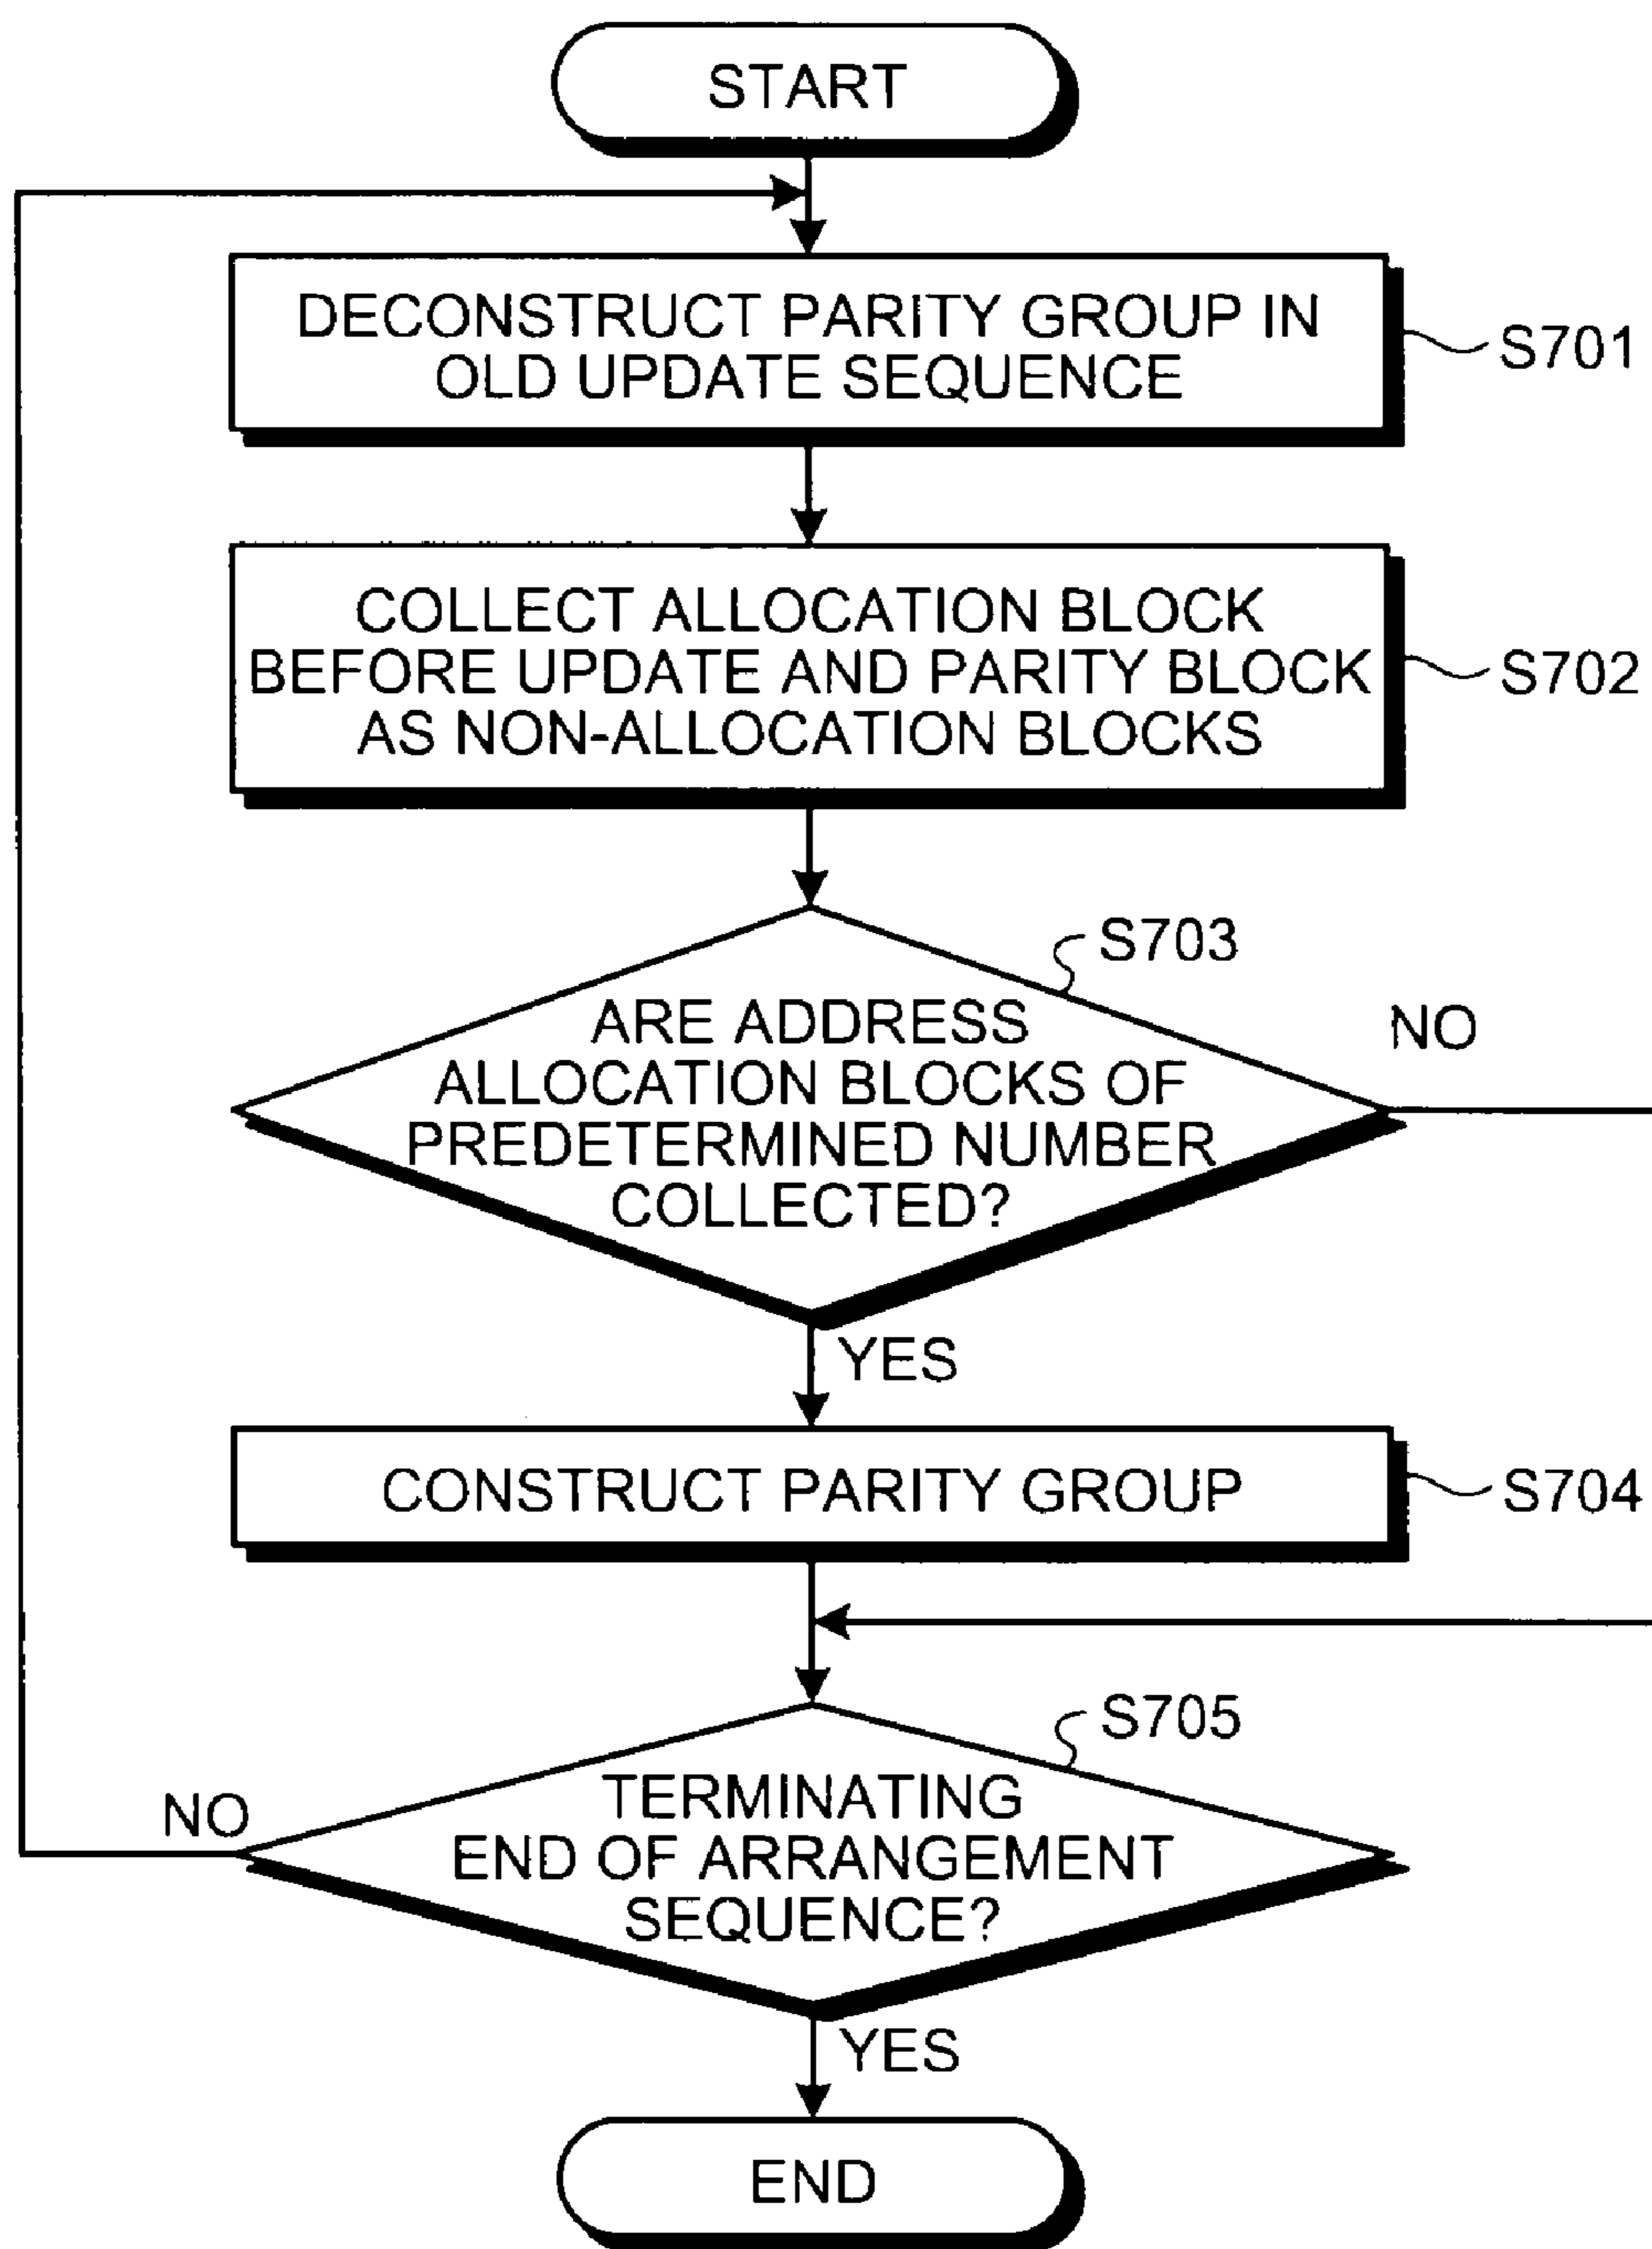 START
DECONSTRUCT PARITY GROUP IN
OLD UPDATE SEQUENCE
S701
COLLECT ALLOCATION BLOCK
BEFORE UPDATE AND PARITY BLOCK
AS NON-ALLOCATION BLOCKS
S702
S703
ARE ADDRESS
ALLOCATION BLOCKS OF
PREDETERMINED NUMBER
COLLECTED?
NO
YES
CONSTRUCT PARITY GROUP
S704
S705
TERMINATING
END OF ARRANGEMENT
SEQUENCE?
NO
YES
END